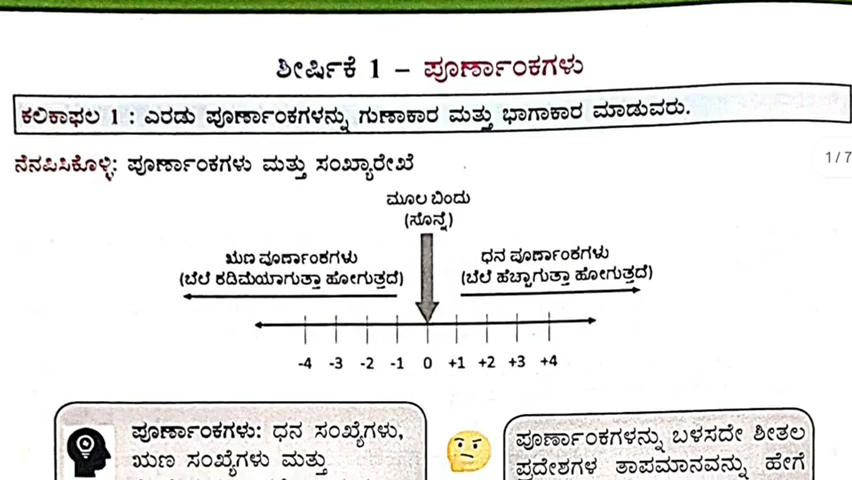 ಶೀರ್ಷಿಕೆ 1 – ಪೂರ್ಣಾಂಕಗಳು
ಕಲಿಕಾಫಲ 1 : ಎರಡು ಪೂರ್ಣಾಂಕಗಳನ್ನು ಗುಣಾಕಾರ ಮತ್ತು ಭಾಗಾಕಾರ ಮಾಡುವರು.
ನೆನಪಿಸಿಕೊಳ್ಳಿ: ಪೂರ್ಣಾಂಕಗಳು ಮತ್ತು ಸಂಖ್ಯಾರೇಖೆ
1/7
ಮೂಲ ಬಿಂದು
(ಸೊನ್ನೆ)
ಋಣ ಪೂರ್ಣಾಂಕಗಳು
(ಬೆಲೆ ಕಡಿಮೆಯಾಗುತ್ತಾ ಹೋಗುತ್ತದೆ)
ಧನ ಪೂರ್ಣಾಂಕಗಳು
(ಬೆಲೆ ಹೆಚ್ಚಾಗುತ್ತಾ ಹೋಗುತ್ತದೆ)
-4 -3 -2 -1 0 +1 +2 +3 +4
ಪೂರ್ಣಾಂಕಗಳು: ಧನ ಸಂಖ್ಯೆಗಳು,
ಋಣ ಸಂಖ್ಯೆಗಳು ಮತ್ತು
ಪೂರ್ಣಾಂಕಗಳನ್ನು ಬಳಸದೇ ಶೀತಲ
ಪ್ರದೇಶಗಳ ತಾಪಮಾನವನ್ನು ಹೇಗೆ